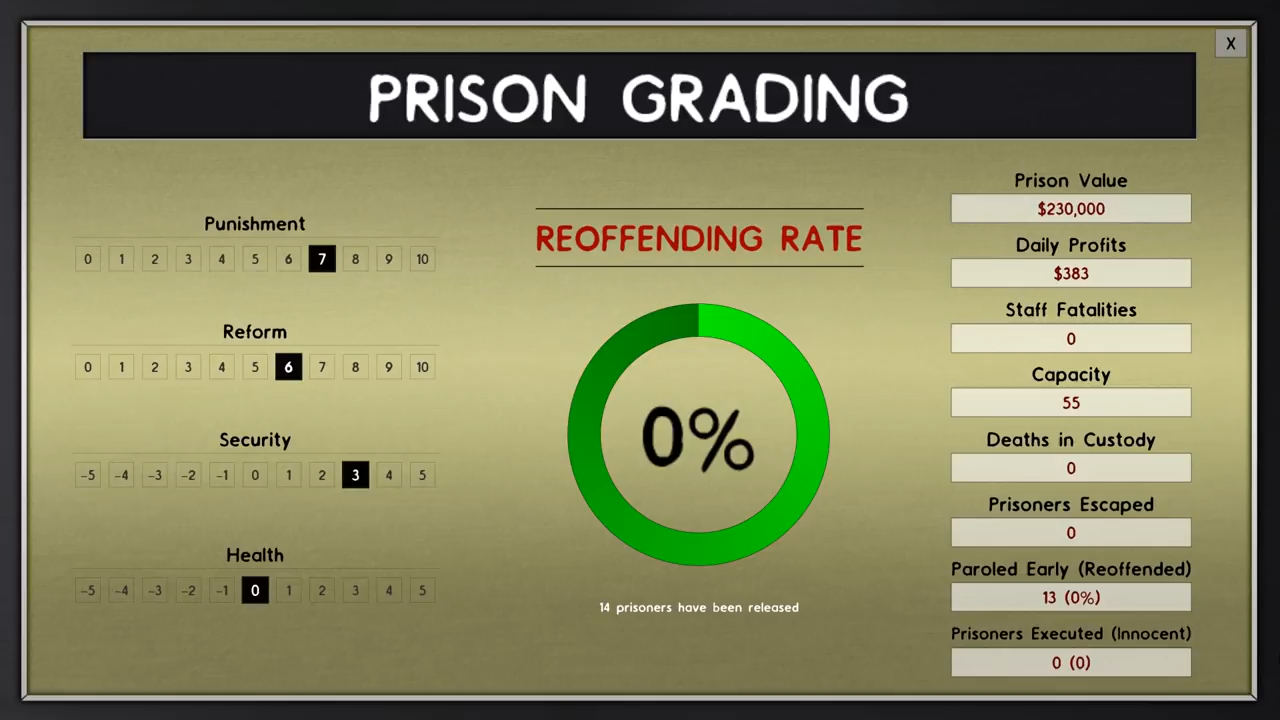 X
PRISON GRADING
Punishment
0 1 2 3 4 5 6 7 8 9 10
Reform
0 1 2 3 4 5 6 7 8 9 10
Security
-5 -4 -3 -2 -1 0 1 2 3 4 5
Health
-5 -4 -3 -2 -1 0 1 2 3 4 5
REOFFENDING RATE
0%
14 prisoners have been released
Prison Value
$230,000
Daily Profits
$383
Staff Fatalities
0
Capacity
55
Deaths in Custody
0
Prisoners Escaped
0
Paroled Early (Reoffended)
13 (0%)
Prisoners Executed (Innocent)
0 (0)